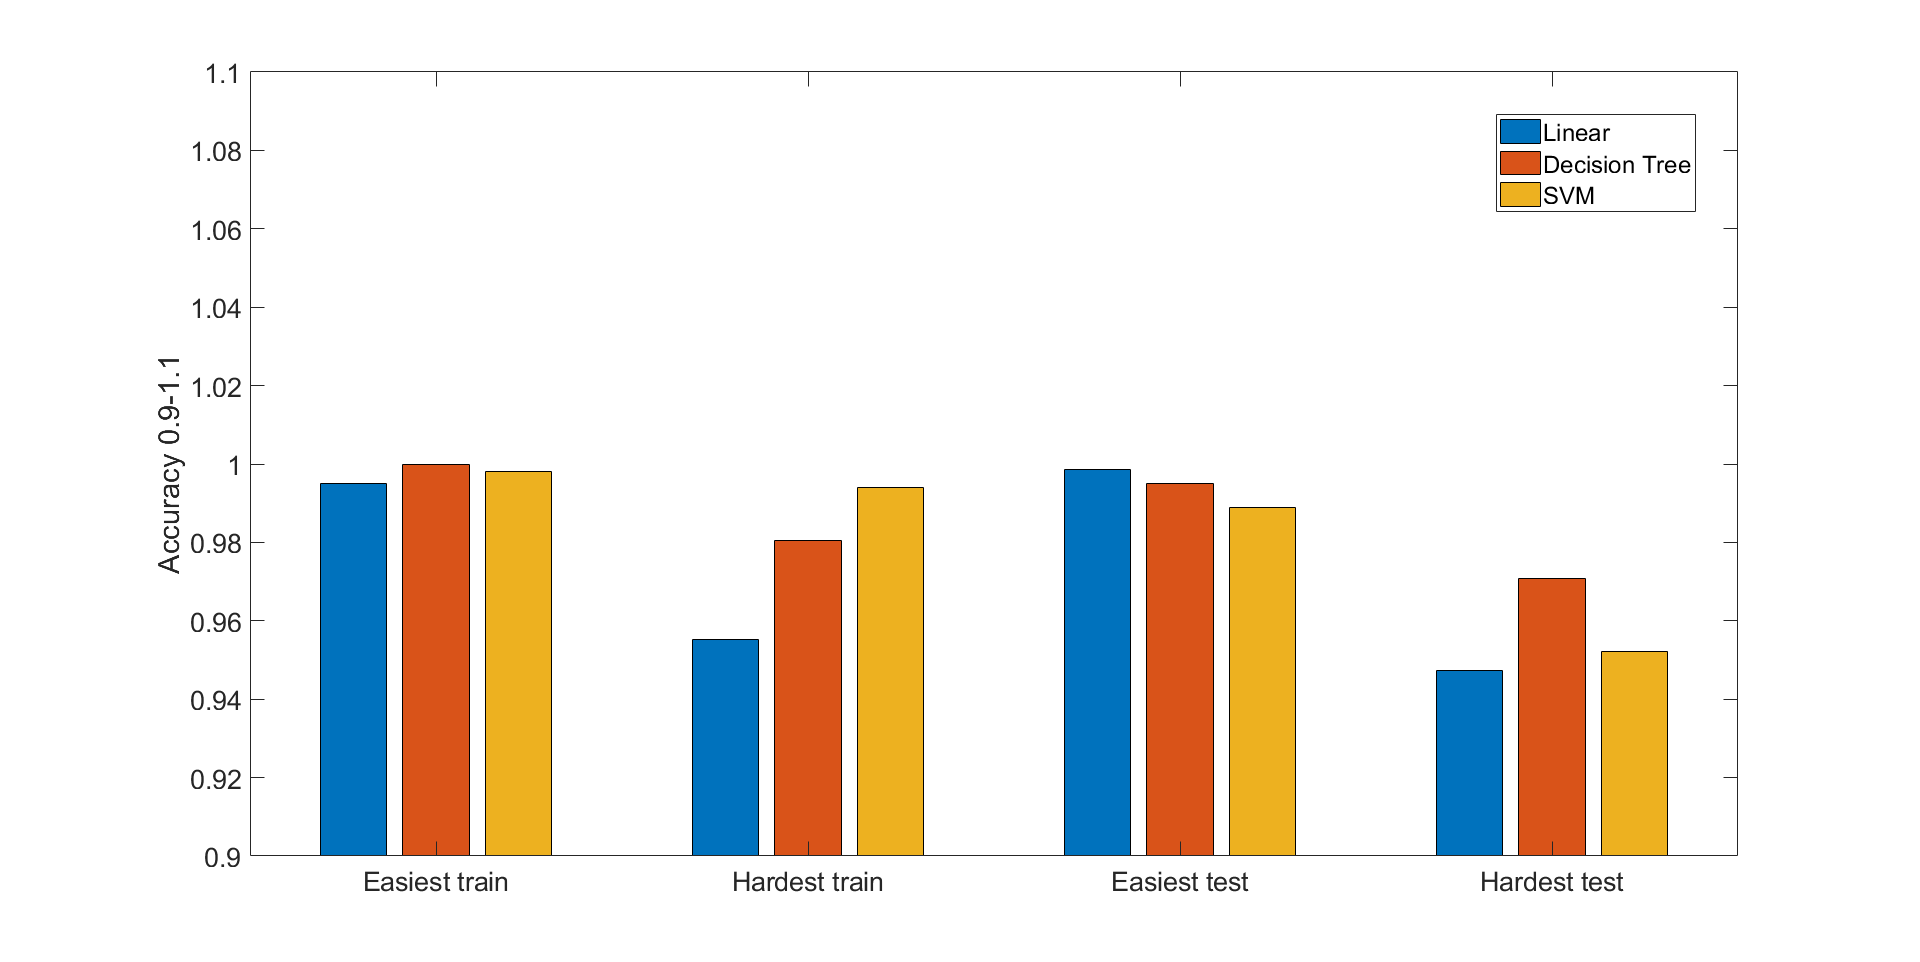 1.1
1.08
1.06
1.04
1.02
1
0.98
0.96
0.94
0.92
0.9
Accuracy 0.9-1.1
Linear
Decision Tree
SVM
Easiest train
Hardest train
Easiest test
Hardest test